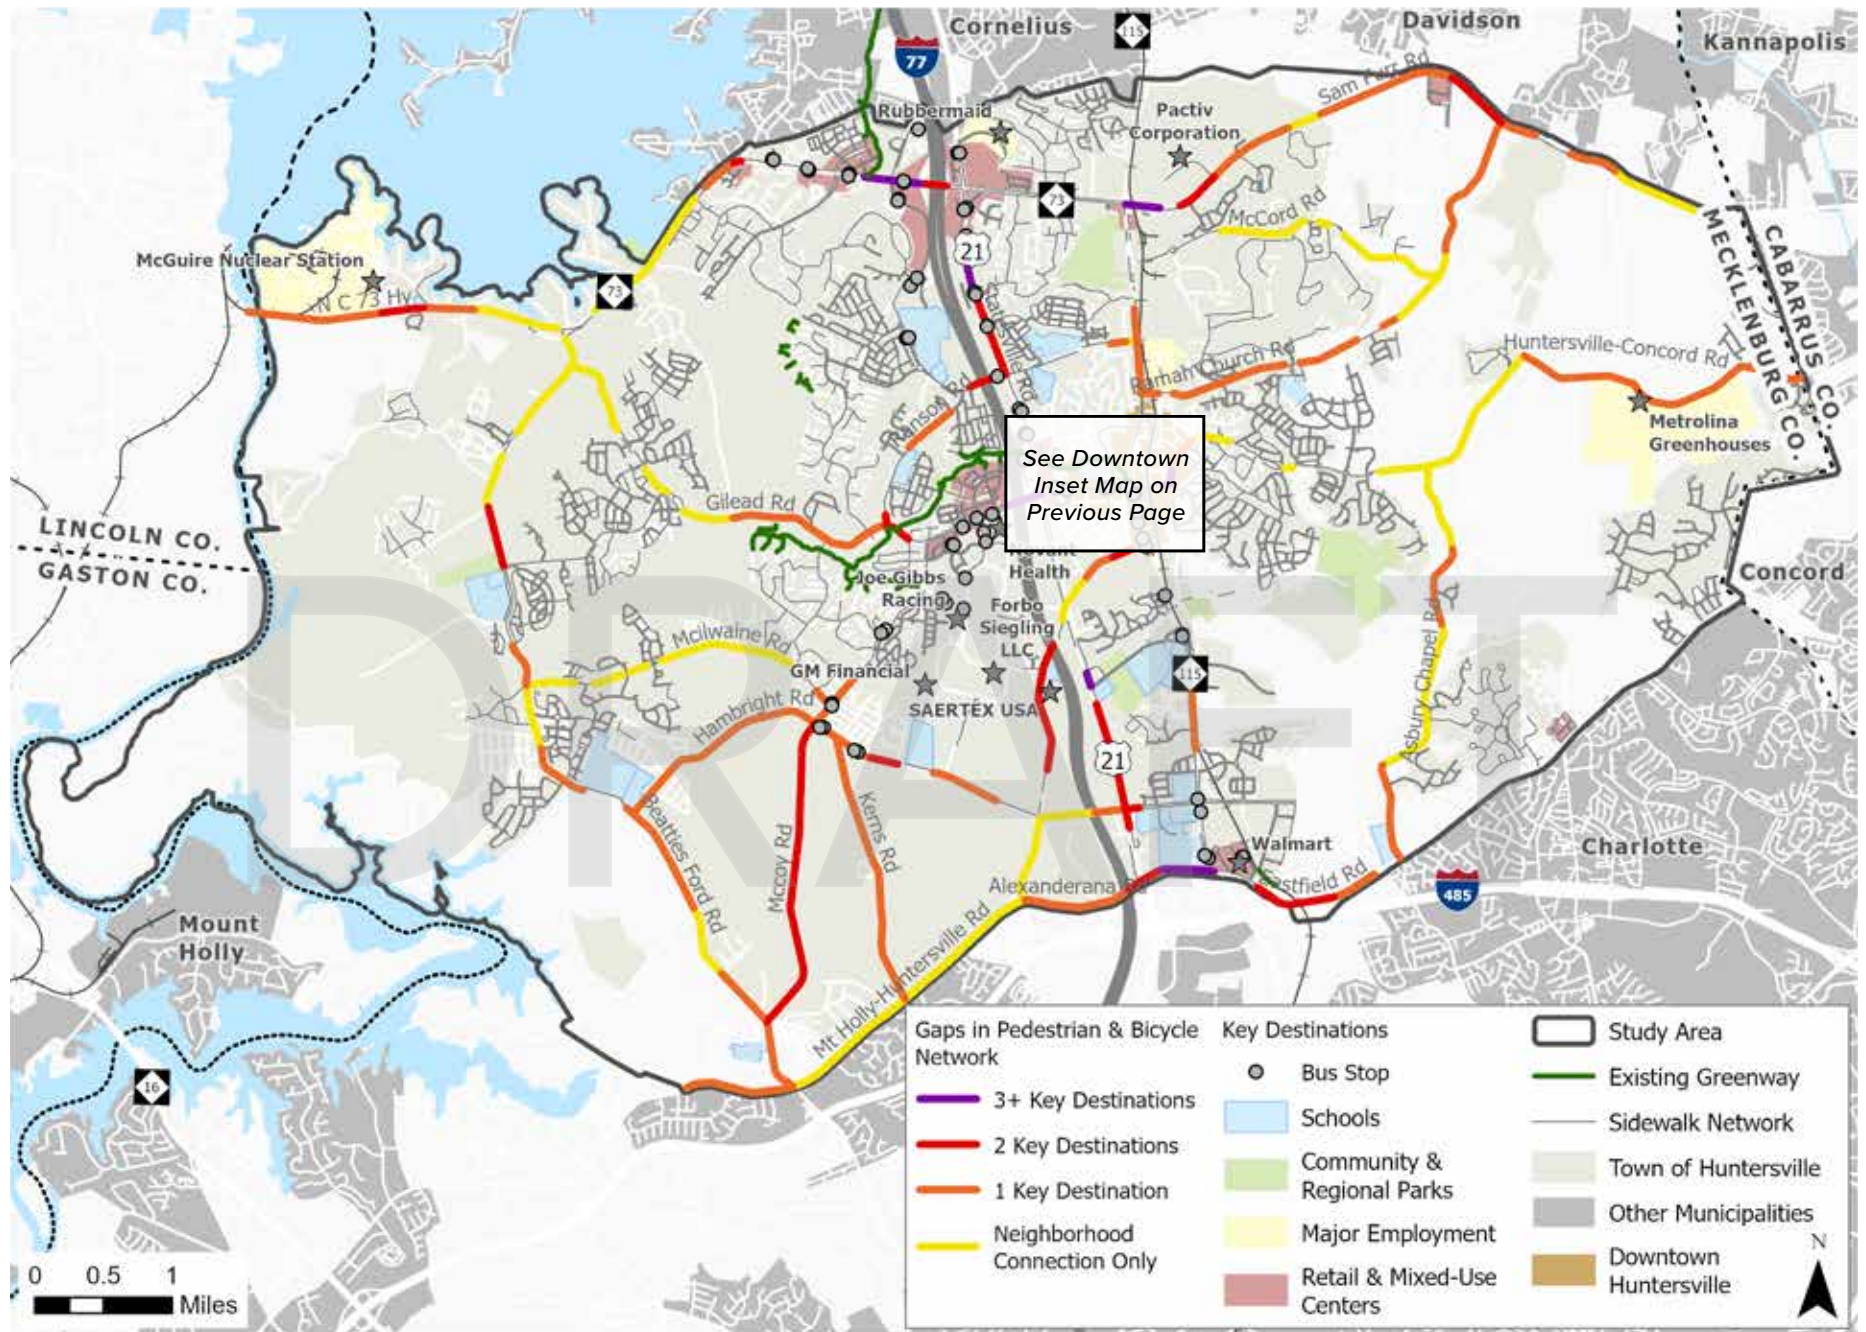 Cornelius
115
Davidson
Kannapolis
77
Rubbermaid
Sam Furr Rd
Pactiv
Corporation
73
McCord Rd
21
McGuire Nuclear Station
N C 73 Hy
73
MECKLENBURG CO.
CABARRUS CO.
Statesville Rd
Ranson Rd
Ramah Church Rd
Huntersville-Concord Rd
Metrolina
Greenhouses
See Downtown
Inset Map on
Previous Page
Gilead Rd
LINCOLN CO.
GASTON CO.
Novant
Health
Joe Gibbs
Racing
Forbo
Siegling
LLC
Concord
DRAFT
Mcilwaine Rd
GM Financial
SAERTEX USA
115
Hambright Rd
Asbury Chapel Rd
21
Beatties Ford Rd
Mccoy Rd
Kerns Rd
Walmart
Charlotte
Alexanderana Rd
Eastfield Rd
485
Mount
Holly
Mt Holly-Huntersville Rd
16
0 0.5 1
Miles
Gaps in Pedestrian & Bicycle
Network
3+ Key Destinations
2 Key Destinations
1 Key Destination
Neighborhood
Connection Only
Key Destinations
Bus Stop
Schools
Community &
Regional Parks
Major Employment
Retail & Mixed-Use
Centers
Study Area
Existing Greenway
Sidewalk Network
Town of Huntersville
Other Municipalities
Downtown
Huntersville
N